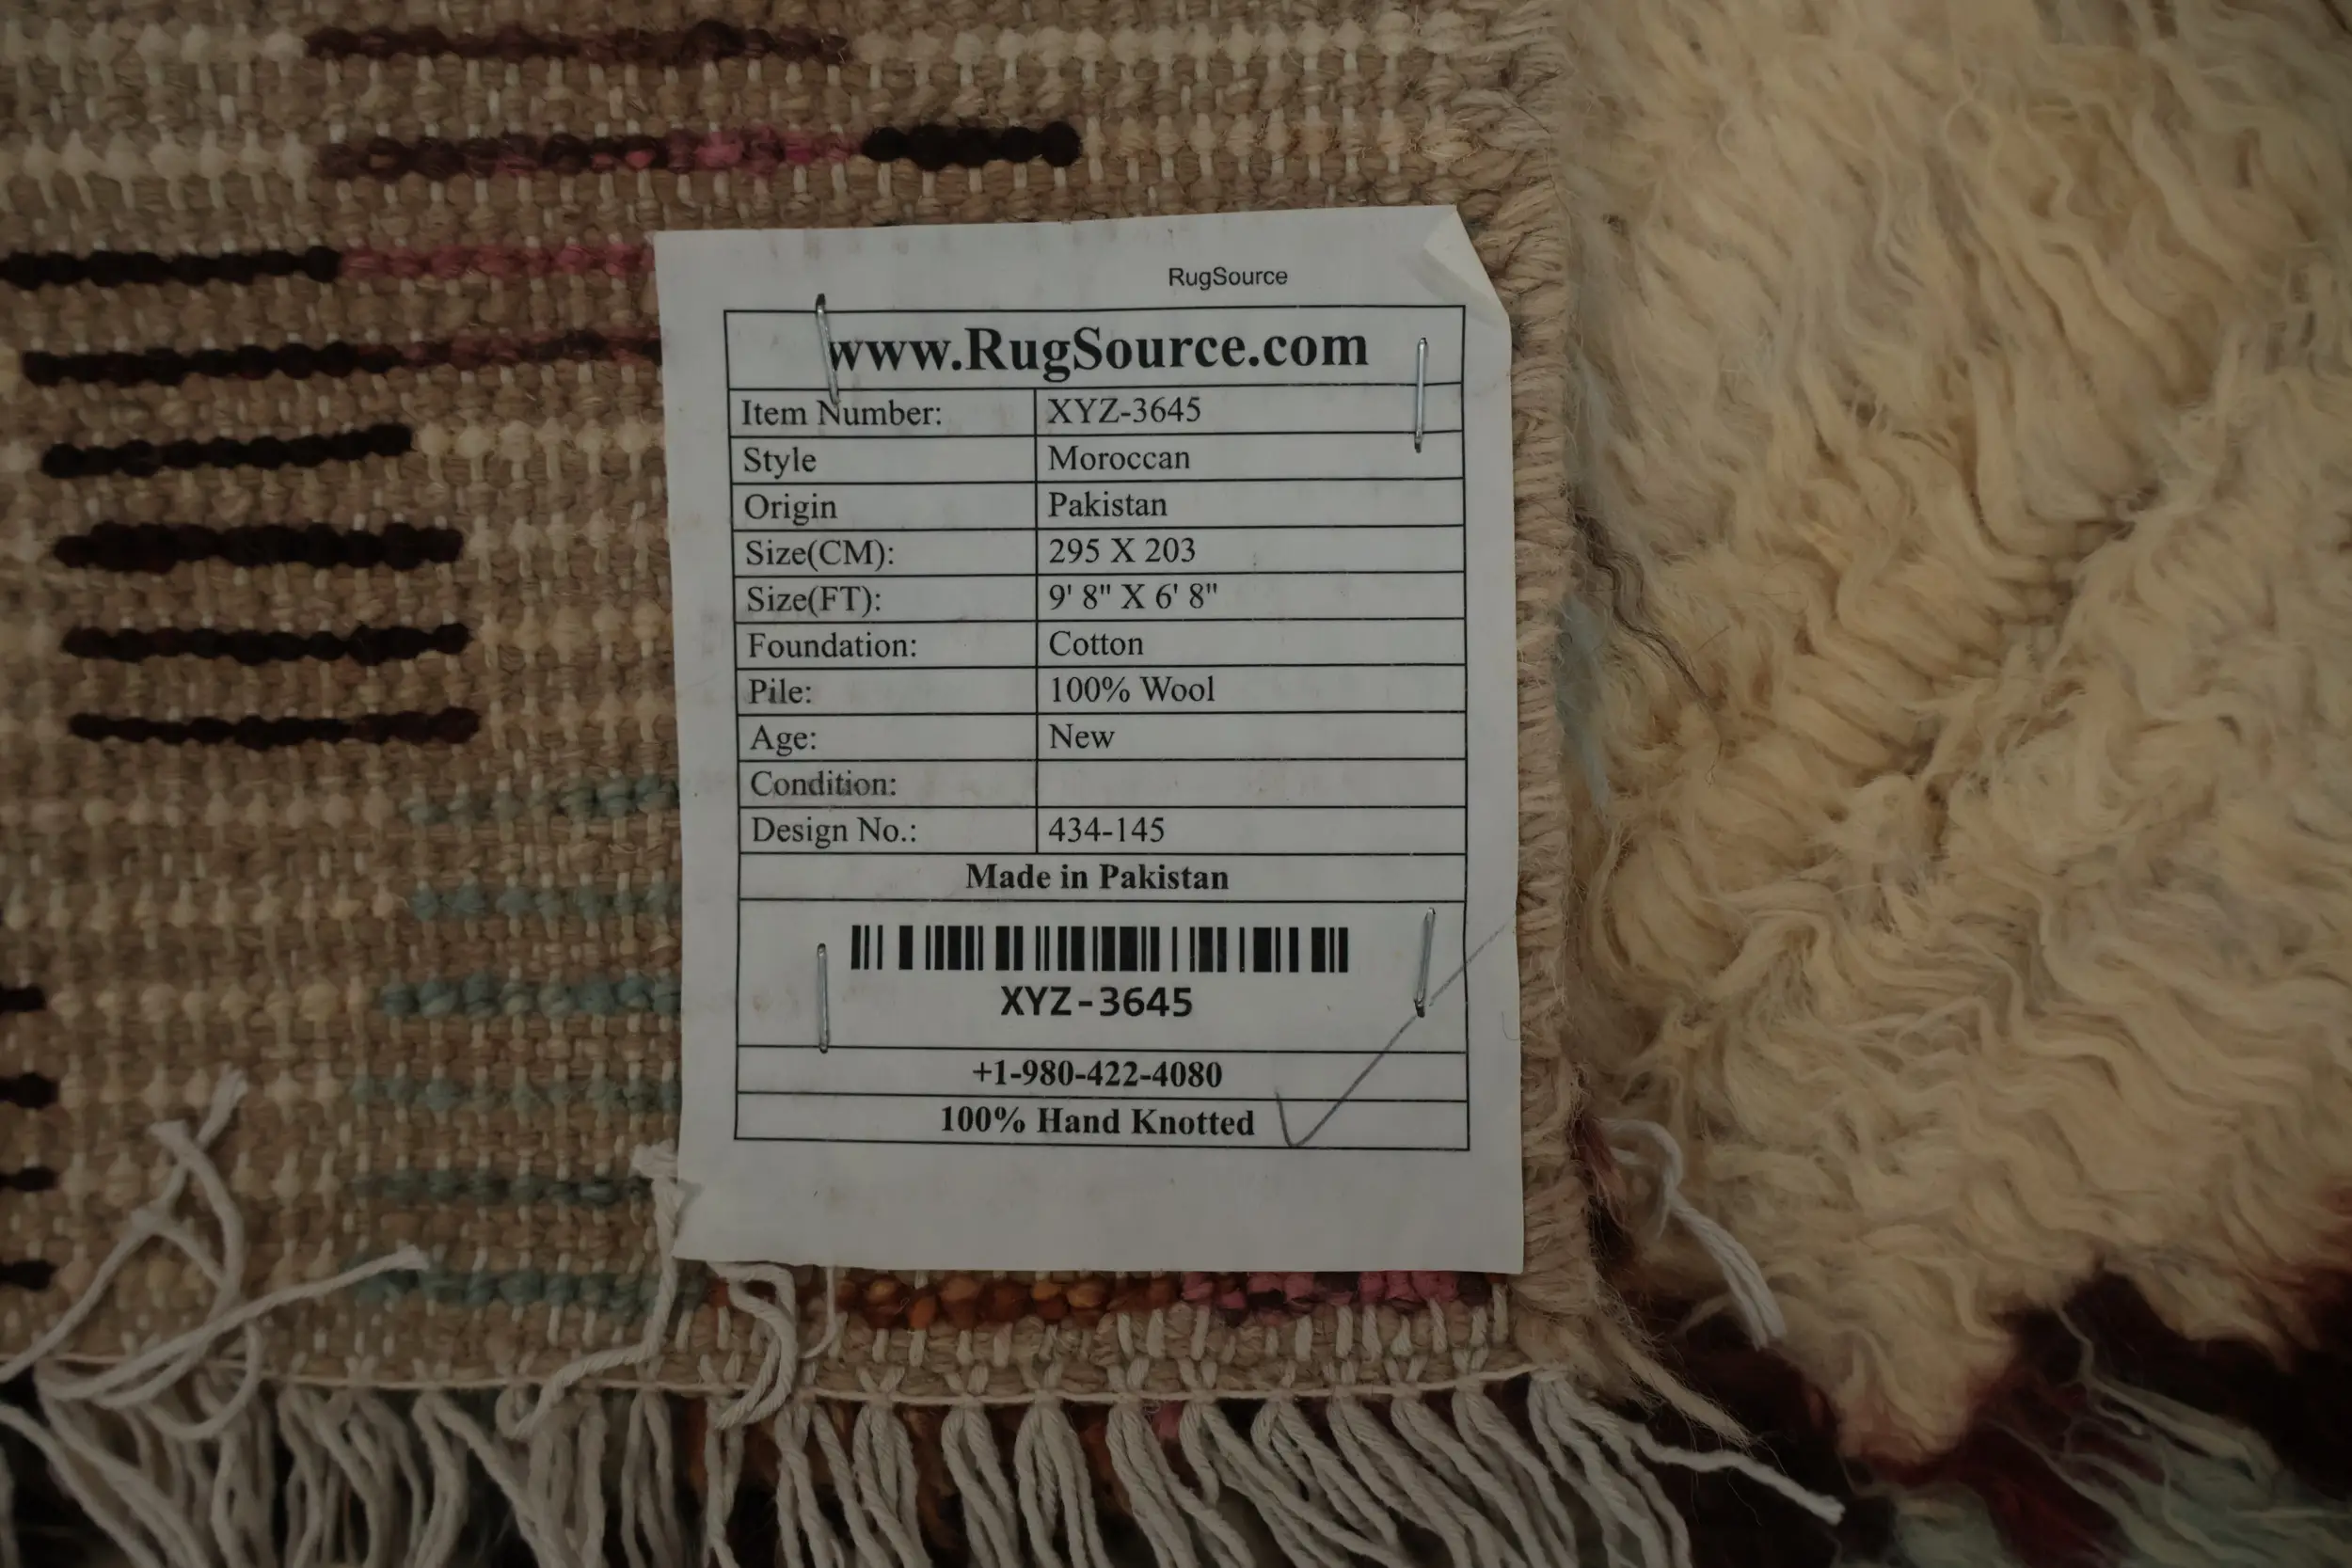 RugSource
www.RugSource.com
Item Number: XYZ-3645
Style Moroccan
Origin Pakistan
Size(CM): 295 X 203
Size(FT): 9' 8" X 6' 8"
Foundation: Cotton
Pile: 100% Wool
Age: New
Condition:
Design No.: 434-145
Made in Pakistan
XYZ-3645
+1-980-422-4080
100% Hand Knotted